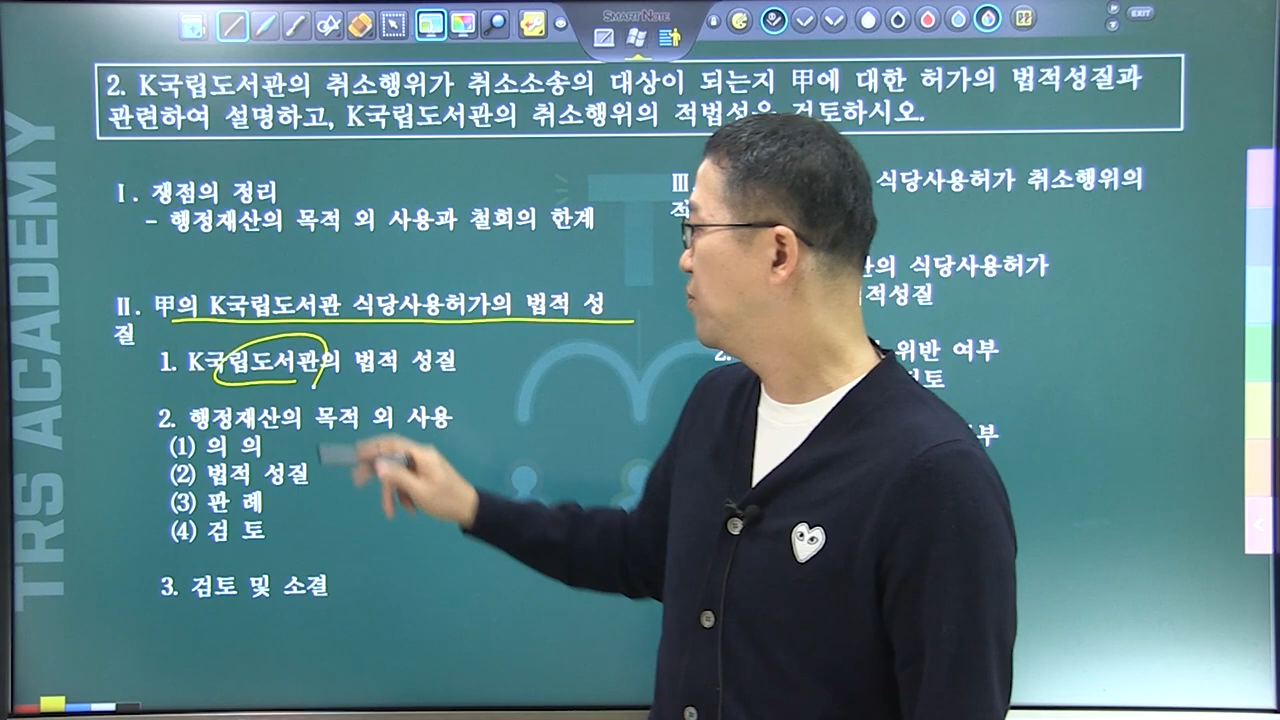 SMART NOTE
EXIT
2. K국립도서관의 취소행위가 취소소송의 대상이 되는지 甲에 대한 허가의 법적성질과
관련하여 설명하고, K국립도서관의 취소행위의 적법성을 검토하시오.
TRS ACADEMY
Ⅰ. 쟁점의 정리
- 행정재산의 목적 외 사용과 철회의 한계
Ⅱ. 甲의 K국립도서관 식당사용허가의 법적 성
질
1. K국립도서관의 법적 성질
2. 행정재산의 목적 외 사용
(1) 의 의
(2) 법적 성질
(3) 판 례
(4) 검 토
3. 검토 및 소결
Ⅲ 식당사용허가 취소행위의
식당사용허가
법적성질
2. 위반 여부